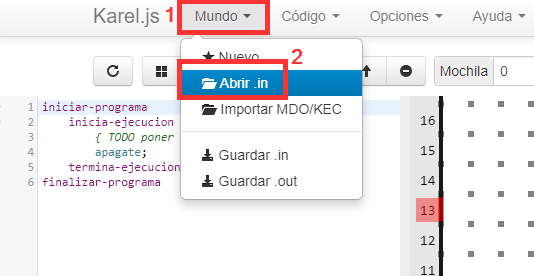 Karel.js 1 Mundo Código Opciones Ayuda
Nuevo 2
Abrir .in
Mochila 0
Importar MDO/KEC
Guardar .in
Guardar .out
1 iniciar-programa
2 inicia-ejecucion
3 { TODO poner
4 apagate;
5 termina-ejecucion
6 finalizar-programa
16
15
14
13
12
11